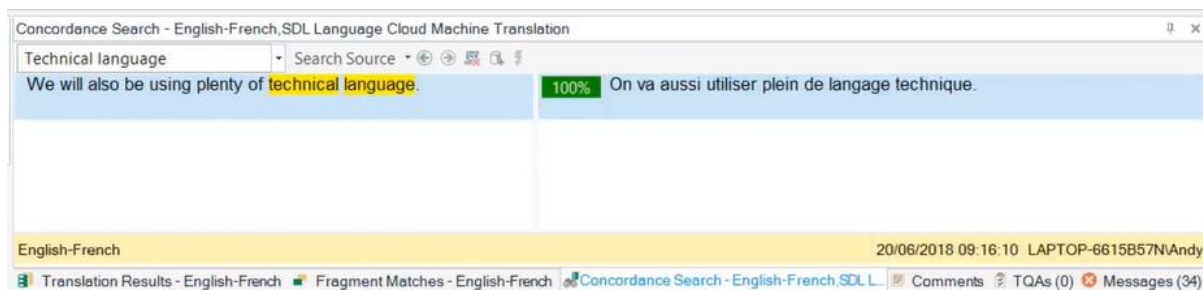 Concordance Search - English-French,SDL Language Cloud Machine Translation
Technical language Search Source
We will also be using plenty of technical language. 100% On va aussi utiliser plein de langage technique.
English-French 20/06/2018 09:16:10 LAPTOP-6615B57N\Andy
Translation Results - English-French Fragment Matches - English-French Concordance Search - English-French,SDL L... Comments TQAs (0) Messages (34)